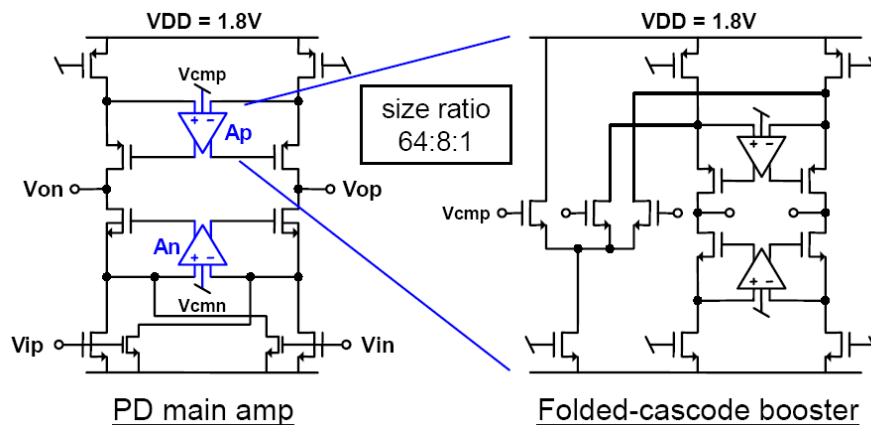 VDD = 1.8V
VDD = 1.8V
Vcmp
+ -
Ap
size ratio
64:8:1
+ -
Von
Vop
Vcmp
An
+ -
Vcmn
+ -
Vip
Vin
PD main amp
Folded-cascode booster